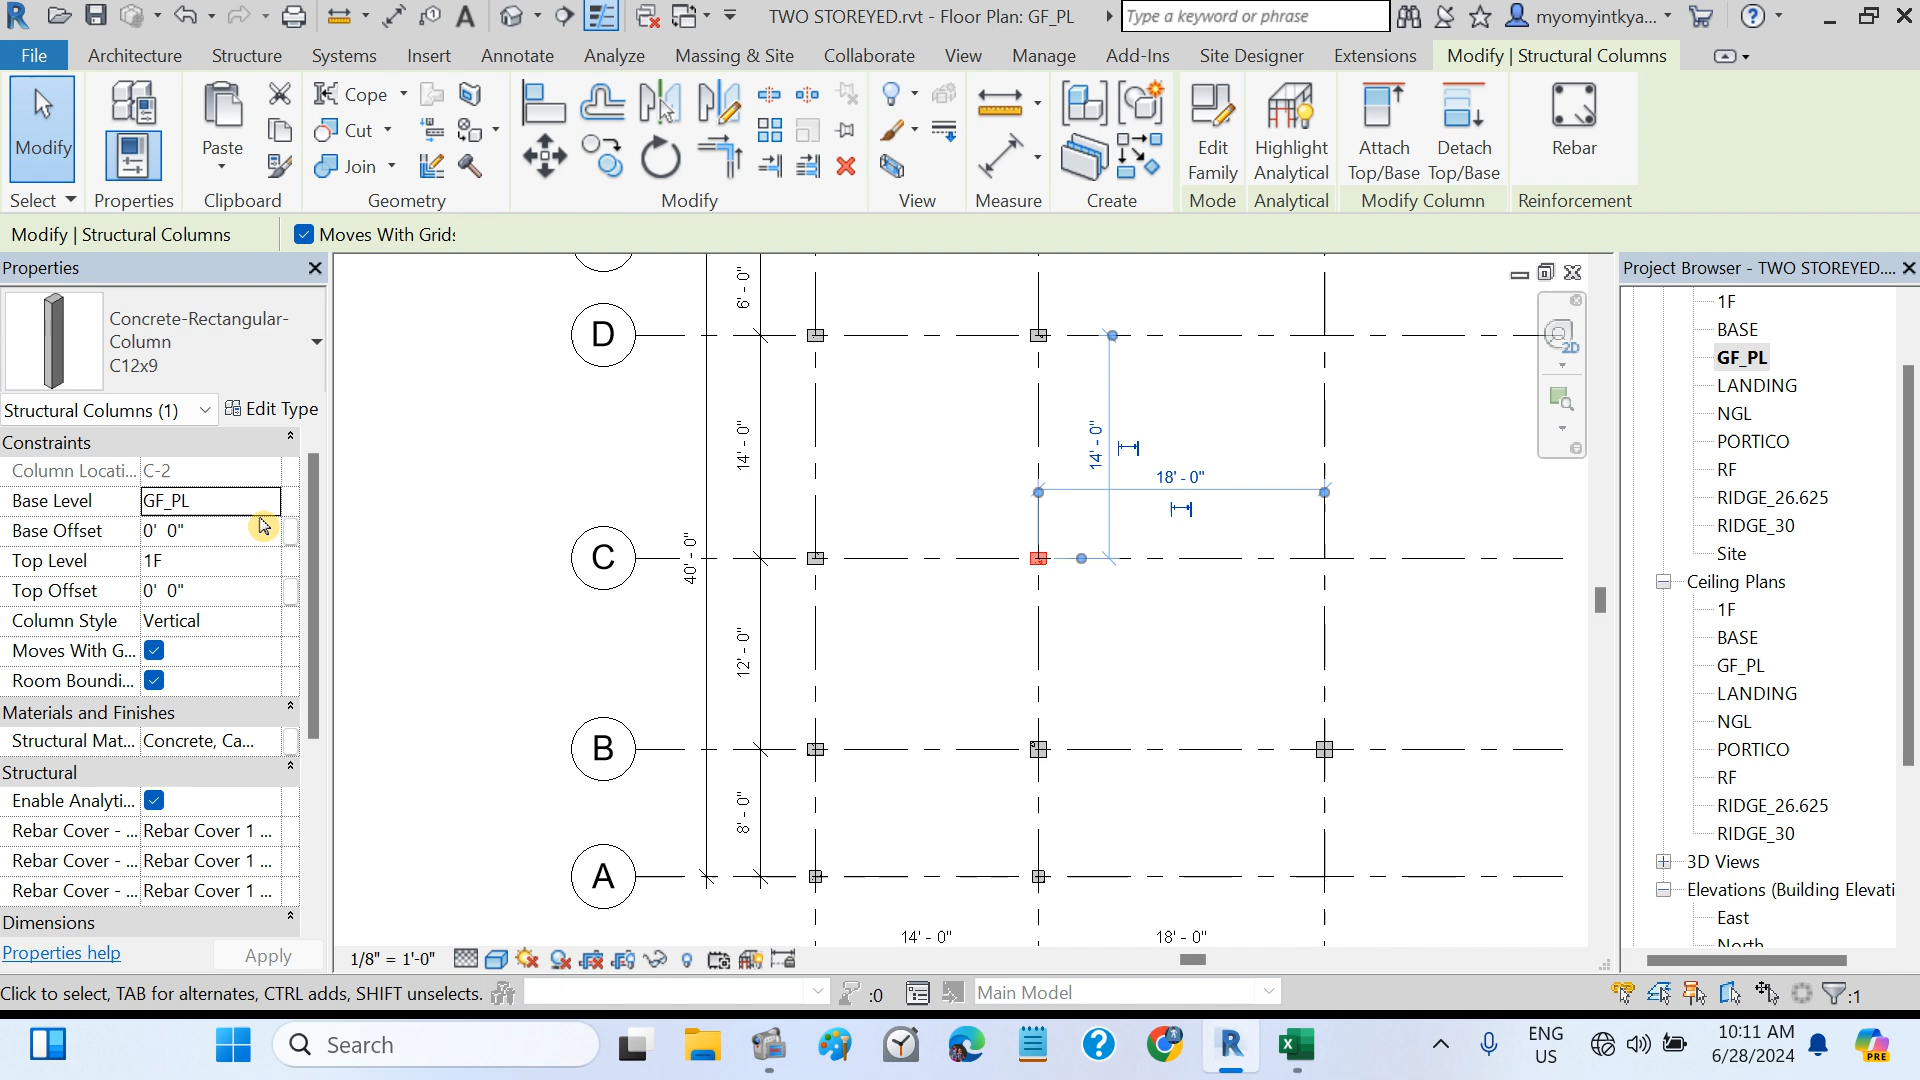 TWO STOREYED.rvt - Floor Plan: GF_PL
Type a keyword or phrase
myomyintkya...
File
Architecture
Structure
Systems
Insert
Annotate
Analyze
Massing & Site
Collaborate
View
Manage
Add-Ins
Site Designer
Extensions
Modify | Structural Columns
Modify
Paste
Cope
Cut
Join
Edit
Family
Highlight
Analytical
Attach
Top/Base
Detach
Top/Base
Rebar
Select
Properties
Clipboard
Geometry
Modify
View
Measure
Create
Mode
Analytical
Modify Column
Reinforcement
Modify | Structural Columns
Moves With Grids
Properties
Concrete-Rectangular-
Column
C12x9
Structural Columns (1)
Edit Type
Constraints
Column Locati... C-2
Base Level GF_PL
Base Offset 0' 0"
Top Level 1F
Top Offset 0' 0"
Column Style Vertical
Moves With G...
Room Boundi...
Materials and Finishes
Structural Mat... Concrete, Ca...
Structural
Enable Analyti...
Rebar Cover - ... Rebar Cover 1 ...
Rebar Cover - ... Rebar Cover 1 ...
Rebar Cover - ... Rebar Cover 1 ...
Dimensions
Properties help
Apply
D
C
B
A
6' - 0"
14' - 0"
40' - 0"
12' - 0"
8' - 0"
14' - 0"
18' - 0"
14' - 0"
18' - 0"
2D
Project Browser - TWO STOREYED....
1F
BASE
GF_PL
LANDING
NGL
PORTICO
RF
RIDGE_26.625
RIDGE_30
Site
Ceiling Plans
1F
BASE
GF_PL
LANDING
NGL
PORTICO
RF
RIDGE_26.625
RIDGE_30
3D Views
Elevations (Building Elevati
East
North
1/8" = 1'-0"
Click to select, TAB for alternates, CTRL adds, SHIFT unselects.
:0
Main Model
:1
Search
ENG
US
10:11 AM
6/28/2024
PRE